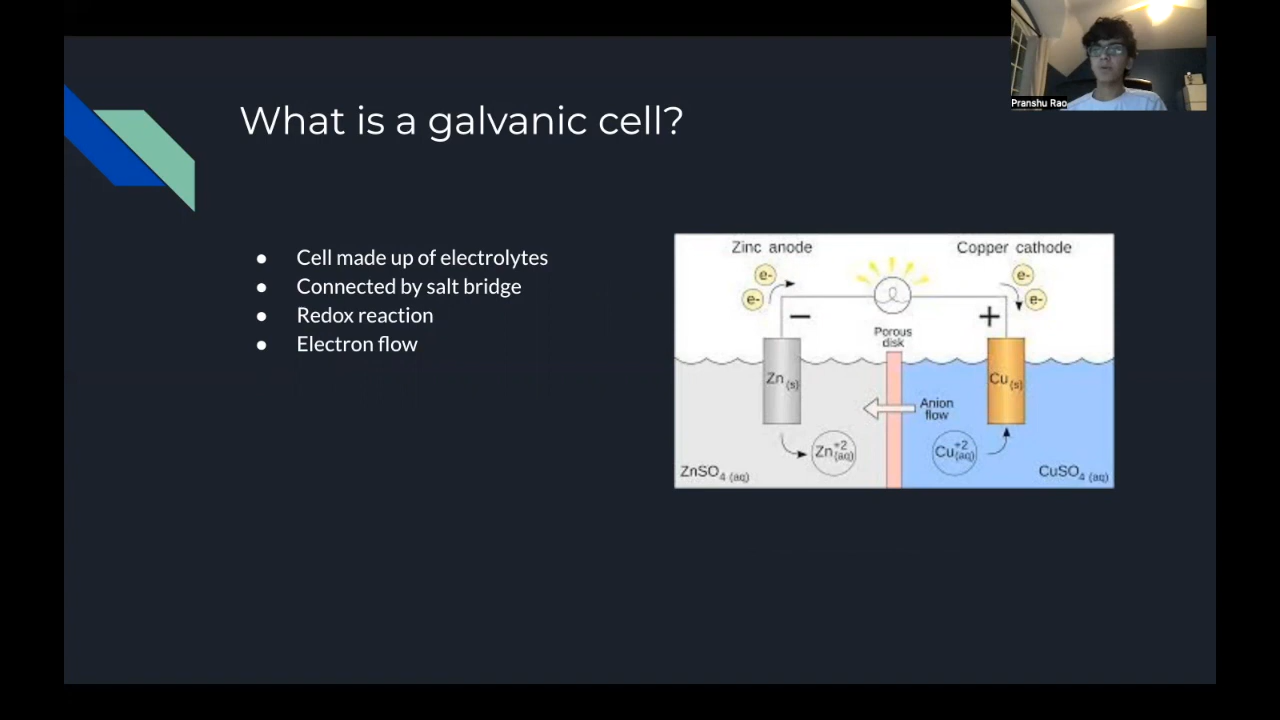 Pranshu Rao
What is a galvanic cell?
● Cell made up of electrolytes
● Connected by salt bridge
● Redox reaction
● Electron flow
Zinc anode
Copper cathode
e-
e-
e-
e-
−
+
Porous
disk
Zn (s)
Cu (s)
Anion
flow
Zn+2 (aq)
Cu+2 (aq)
ZnSO4 (aq)
CuSO4 (aq)